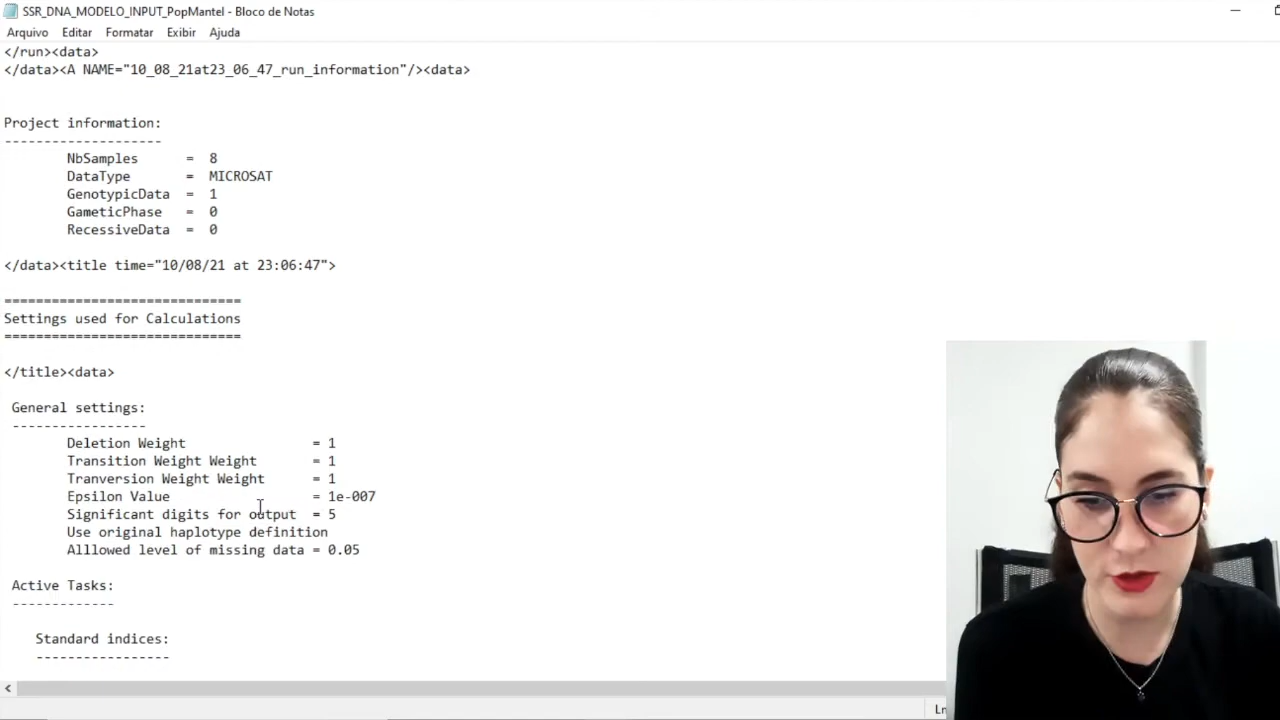 SSR_DNA_MODELO_INPUT_PopMantel - Bloco de Notas
Arquivo Editar Formatar Exibir Ajuda
</run><data>
</data><A NAME="10_08_21at23_06_47_run_information"/><data>
Project information:
--------------------
NbSamples = 8
DataType = MICROSAT
GenotypicData = 1
GameticPhase = 0
RecessiveData = 0
</data><title time="10/08/21 at 23:06:47">
==============================
Settings used for Calculations
==============================
</title><data>
General settings:
-----------------
Deletion Weight = 1
Transition Weight Weight = 1
Tranversion Weight Weight = 1
Epsilon Value = 1e-007
Significant digits for output = 5
Use original haplotype definition
Alllowed level of missing data = 0.05
Active Tasks:
-------------
Standard indices:
-----------------
Ln